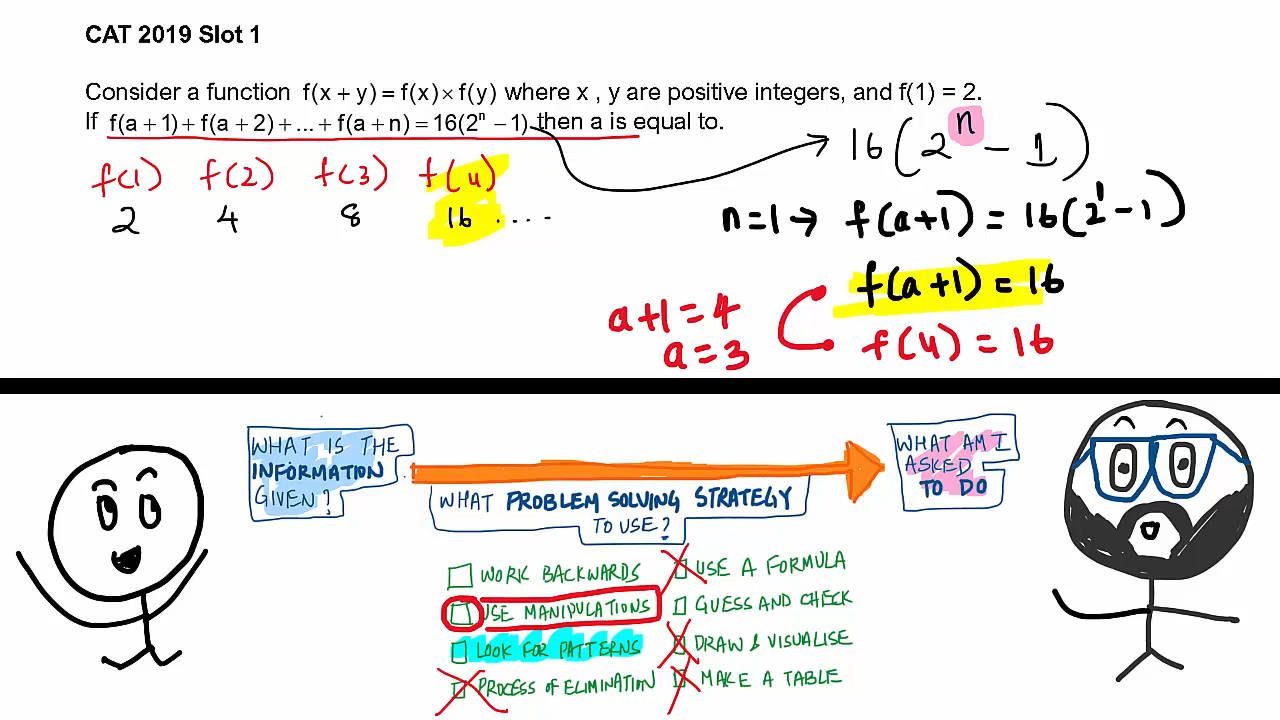 CAT 2019 Slot 1
Consider a function f(x + y) = f(x) × f(y) where x , y are positive integers, and f(1) = 2.
If f(a + 1) + f(a + 2) + ... + f(a + n) = 16(2ⁿ − 1) then a is equal to.
16(2ⁿ − 1)
f(1) f(2) f(3) f(4)
2 4 8 16 ....
n=1 → f(a+1) = 16(2¹-1)
f(a+1) = 16
a+1=4
f(4) = 16
a=3
WHAT IS THE
INFORMATION
GIVEN?
WHAT PROBLEM SOLVING STRATEGY
TO USE?
WHAT AM I
ASKED
TO DO
WORK BACKWARDS
USE MANIPULATIONS
LOOK FOR PATTERNS
PROCESS OF ELIMINATION
USE A FORMULA
GUESS AND CHECK
DRAW & VISUALISE
MAKE A TABLE